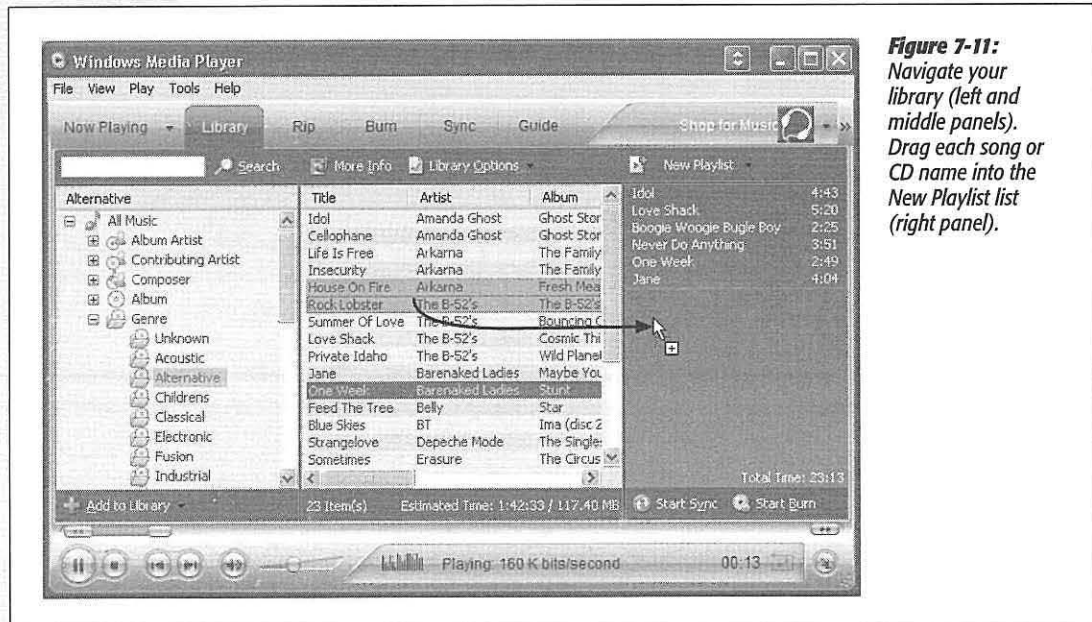 Windows Media Player
File View Play Tools Help
Now Playing Library Rip Burn Sync Guide Shop for Music »
Search More Info Library Options New Playlist
Alternative
All Music
Album Artist
Contributing Artist
Composer
Album
Genre
Unknown
Acoustic
Alternative
Childrens
Classical
Electronic
Fusion
Industrial
Title Artist Album
Idol Amanda Ghost Ghost Stor
Cellophane Amanda Ghost Ghost Stor
Life Is Free Arkarna The Family
Insecurity Arkarna The Family
House On Fire Arkarna Fresh Mea
Rock Lobster The B-52's The B-52's
Summer Of Love The B-52's Bouncing C
Love Shack The B-52's Cosmic Thi
Private Idaho The B-52's Wild Planet
Jane Barenaked Ladies Maybe You
One Week Barenaked Ladies Stunt
Feed The Tree Belly Star
Blue Skies BT Ima (disc 2
Strangelove Depeche Mode The Singles
Sometimes Erasure The Circus
Idol 4:43
Love Shack 5:20
Boogie Woogie Bugle Boy 2:25
Never Do Anything 3:51
One Week 2:49
Jane 4:04
Total Time: 23:13
Add to Library 23 Item(s) Estimated Time: 1:42:33 / 117.40 MB Start Sync Start Burn
Playing: 160 K bits/second 00:13
Figure 7-11:
Navigate your
library (left and
middle panels).
Drag each song or
CD name into the
New Playlist list
(right panel).